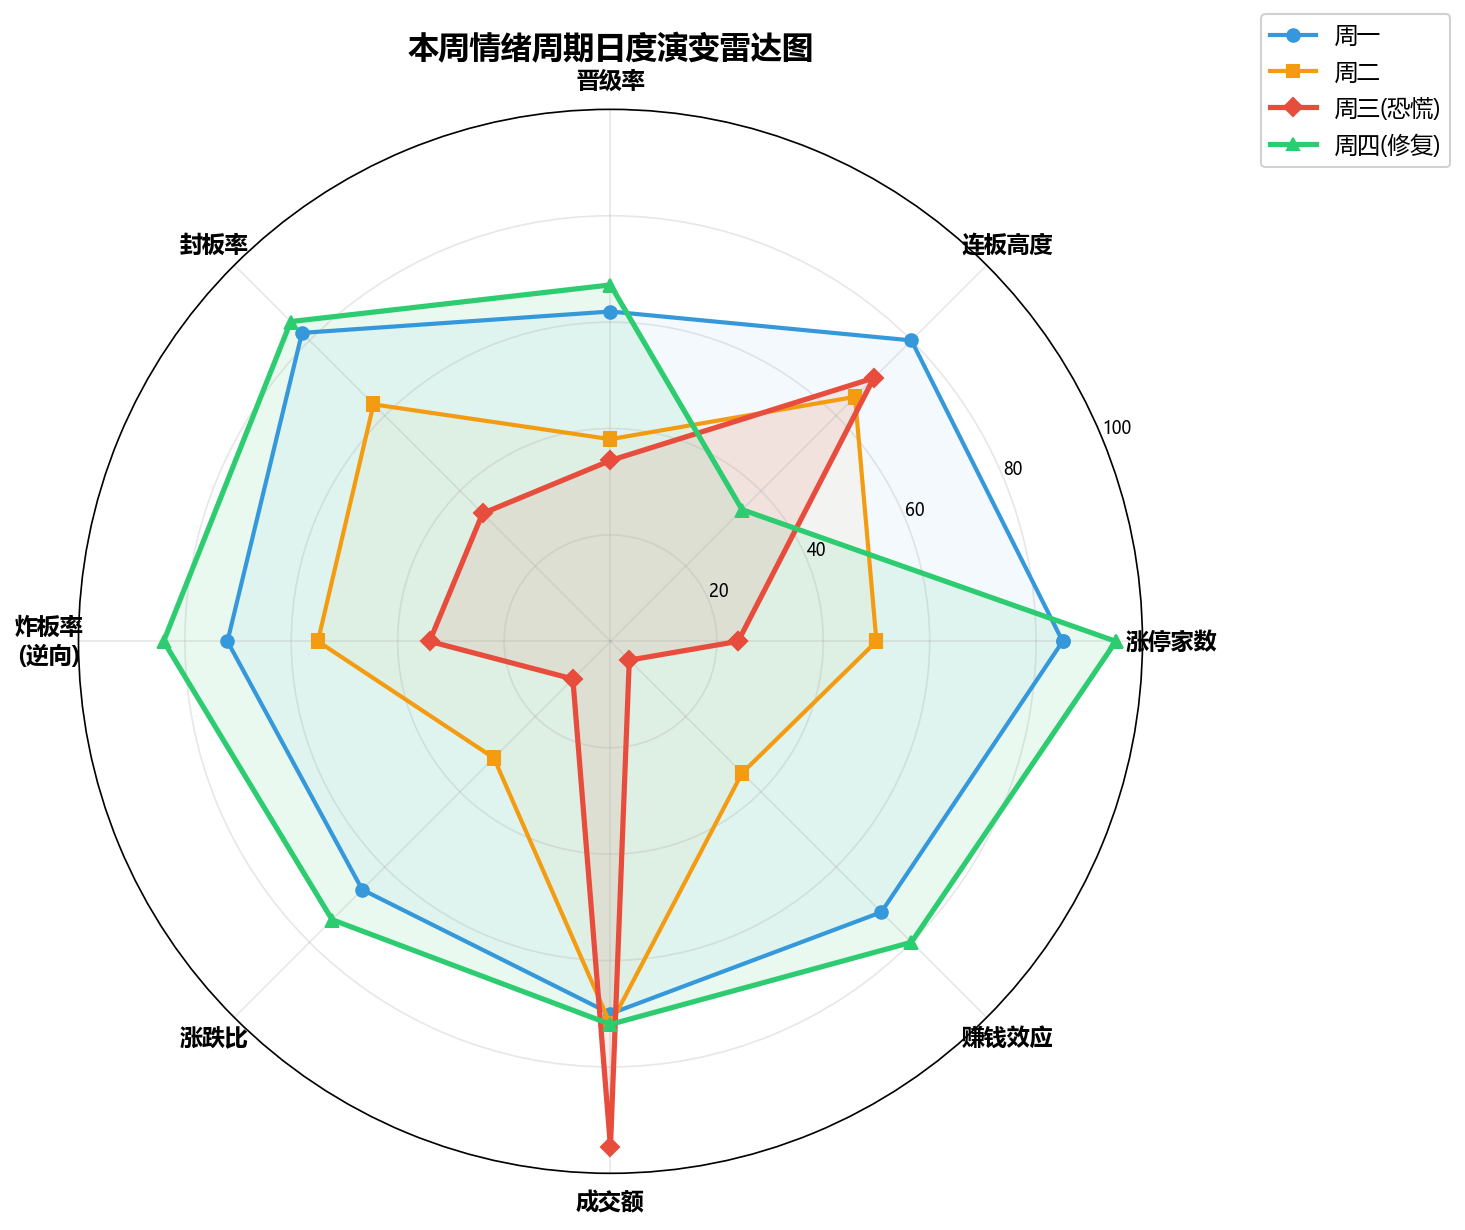 本周情绪周期日度演变雷达图
周一
周二
周三(恐慌)
周四(修复)
晋级率
封板率
连板高度
100
80
60
40
20
炸板率
(逆向)
涨停家数
涨跌比
赚钱效应
成交额